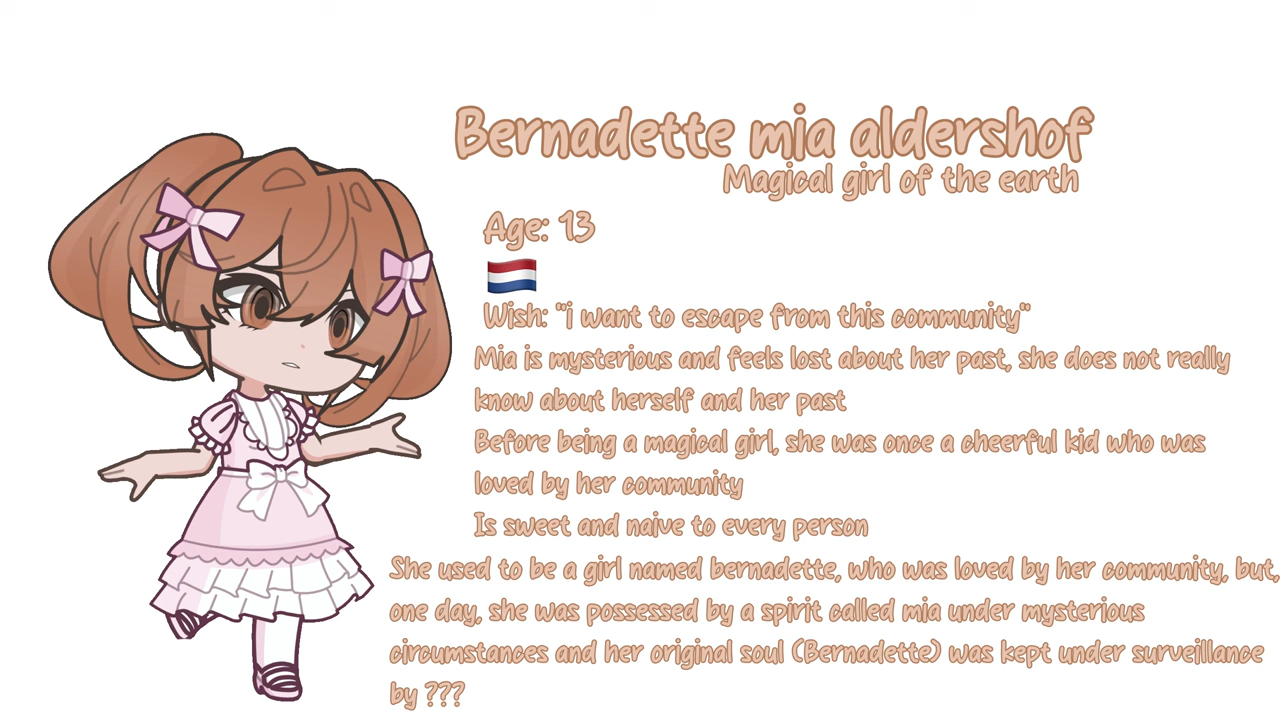 Bernadette mia aldershof
Magical girl of the earth
Age: 13
Wish: "i want to escape from this community"
Mia is mysterious and feels lost about her past, she does not really
know about herself and her past
Before being a magical girl, she was once a cheerful kid who was
loved by her community
Is sweet and naive to every person
She used to be a girl named bernadette, who was loved by her community, but,
one day, she was possessed by a spirit called mia under mysterious
circumstances and her original soul (Bernadette) was kept under surveillance
by ???